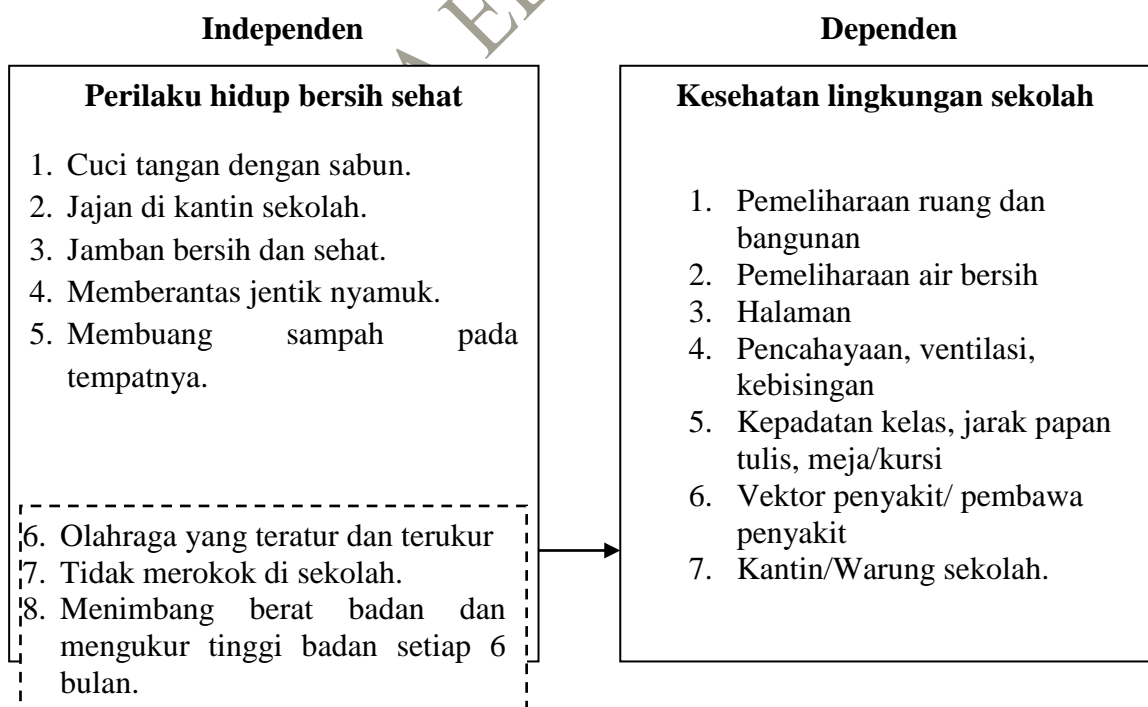 Independen
Perilaku hidup bersih sehat
1. Cuci tangan dengan sabun.
2. Jajan di kantin sekolah.
3. Jamban bersih dan sehat.
4. Memberantas jentik nyamuk.
5. Membuang sampah pada
tempatnya.
6. Olahraga yang teratur dan terukur
7. Tidak merokok di sekolah.
8. Menimbang berat badan dan
mengukur tinggi badan setiap 6
bulan.
Dependen
Kesehatan lingkungan sekolah
1. Pemeliharaan ruang dan
bangunan
2. Pemeliharaan air bersih
3. Halaman
4. Pencahayaan, ventilasi,
kebisingan
5. Kepadatan kelas, jarak papan
tulis, meja/kursi
6. Vektor penyakit/ pembawa
penyakit
7. Kantin/Warung sekolah.